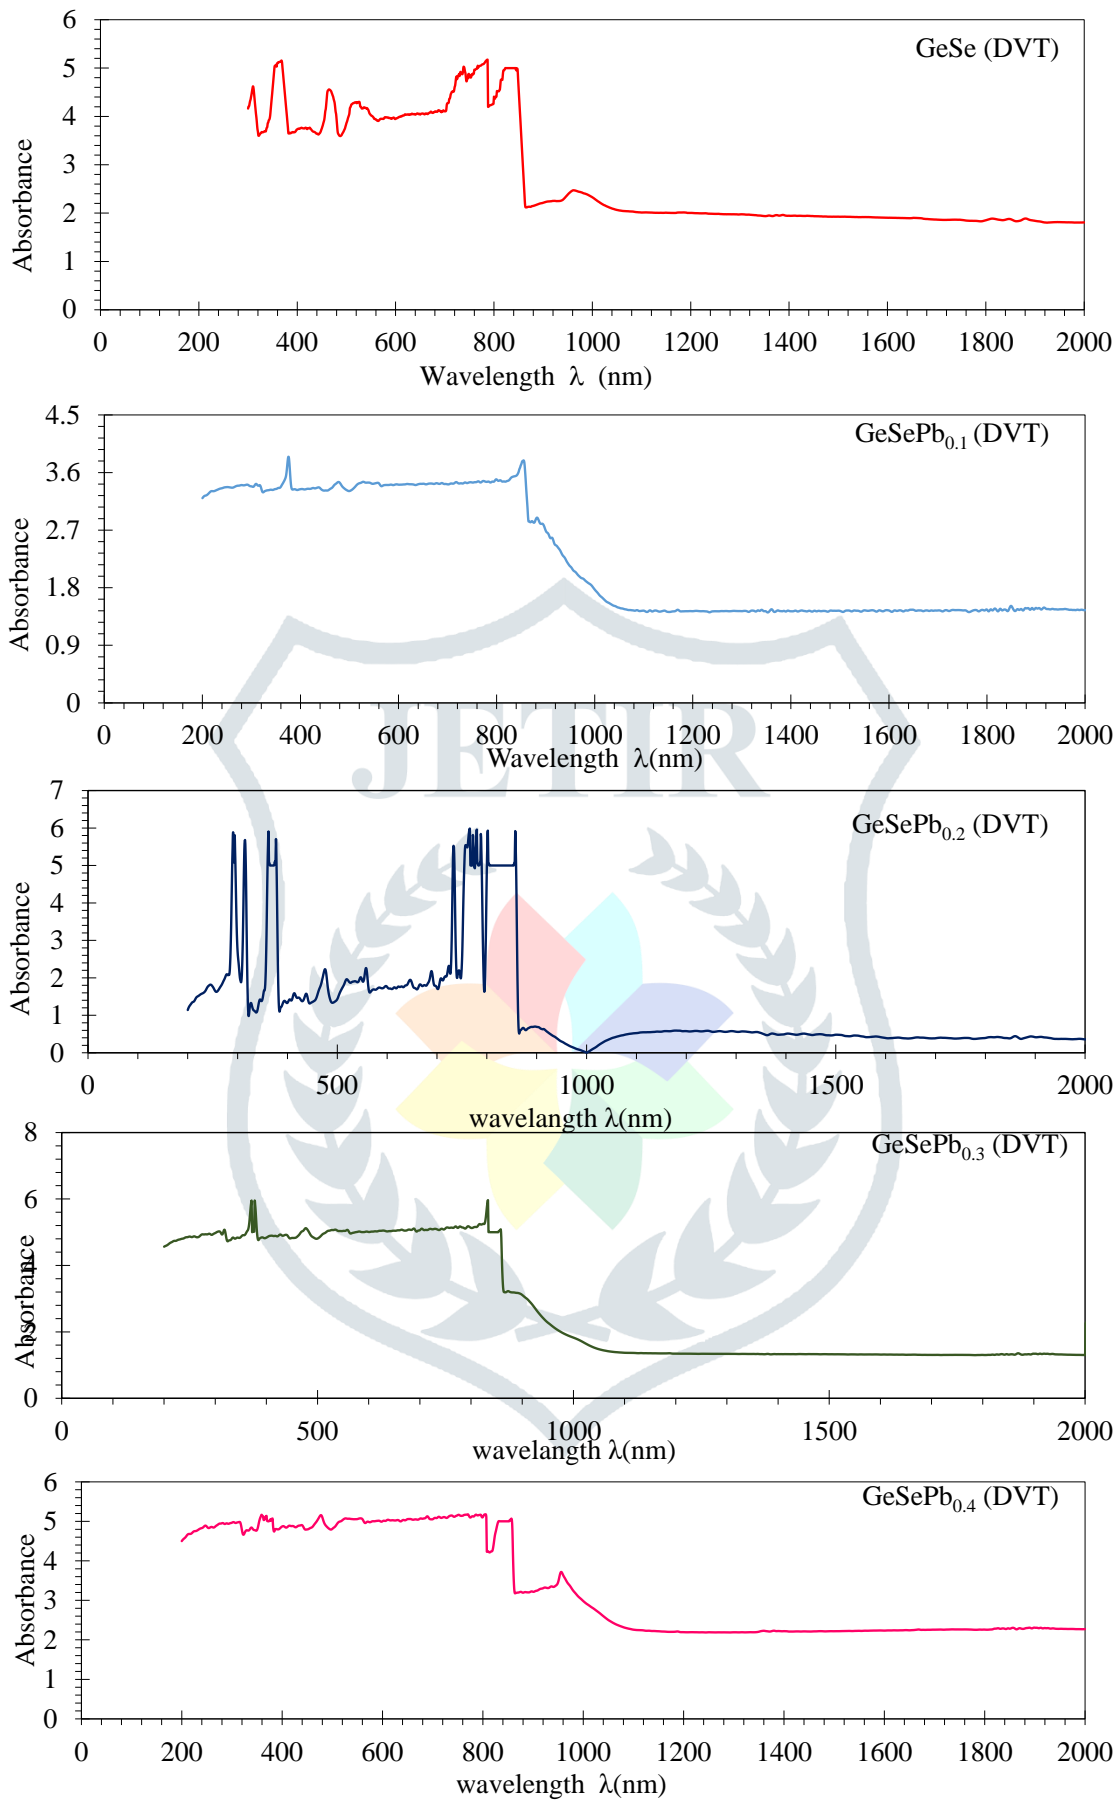 6
GeSe (DVT)
5
4
3
2
1
0
Absorbance
0 200 400 600 800 1000 1200 1400 1600 1800 2000
Wavelength λ (nm)
4.5
GeSePb0.1 (DVT)
3.6
2.7
1.8
0.9
0
Absorbance
0 200 400 600 800 1000 1200 1400 1600 1800 2000
Wavelength λ(nm)
JETIR
7
GeSePb0.2 (DVT)
6
5
4
3
2
1
0
Absorbance
0 500 1000 1500 2000
wavelangth λ(nm)
8
GeSePb0.3 (DVT)
6
4
2
0
Absorbance
0 500 1000 1500 2000
wavelangth λ(nm)
6
GeSePb0.4 (DVT)
5
4
3
2
1
0
Absorbance
0 200 400 600 800 1000 1200 1400 1600 1800 2000
wavelength λ(nm)